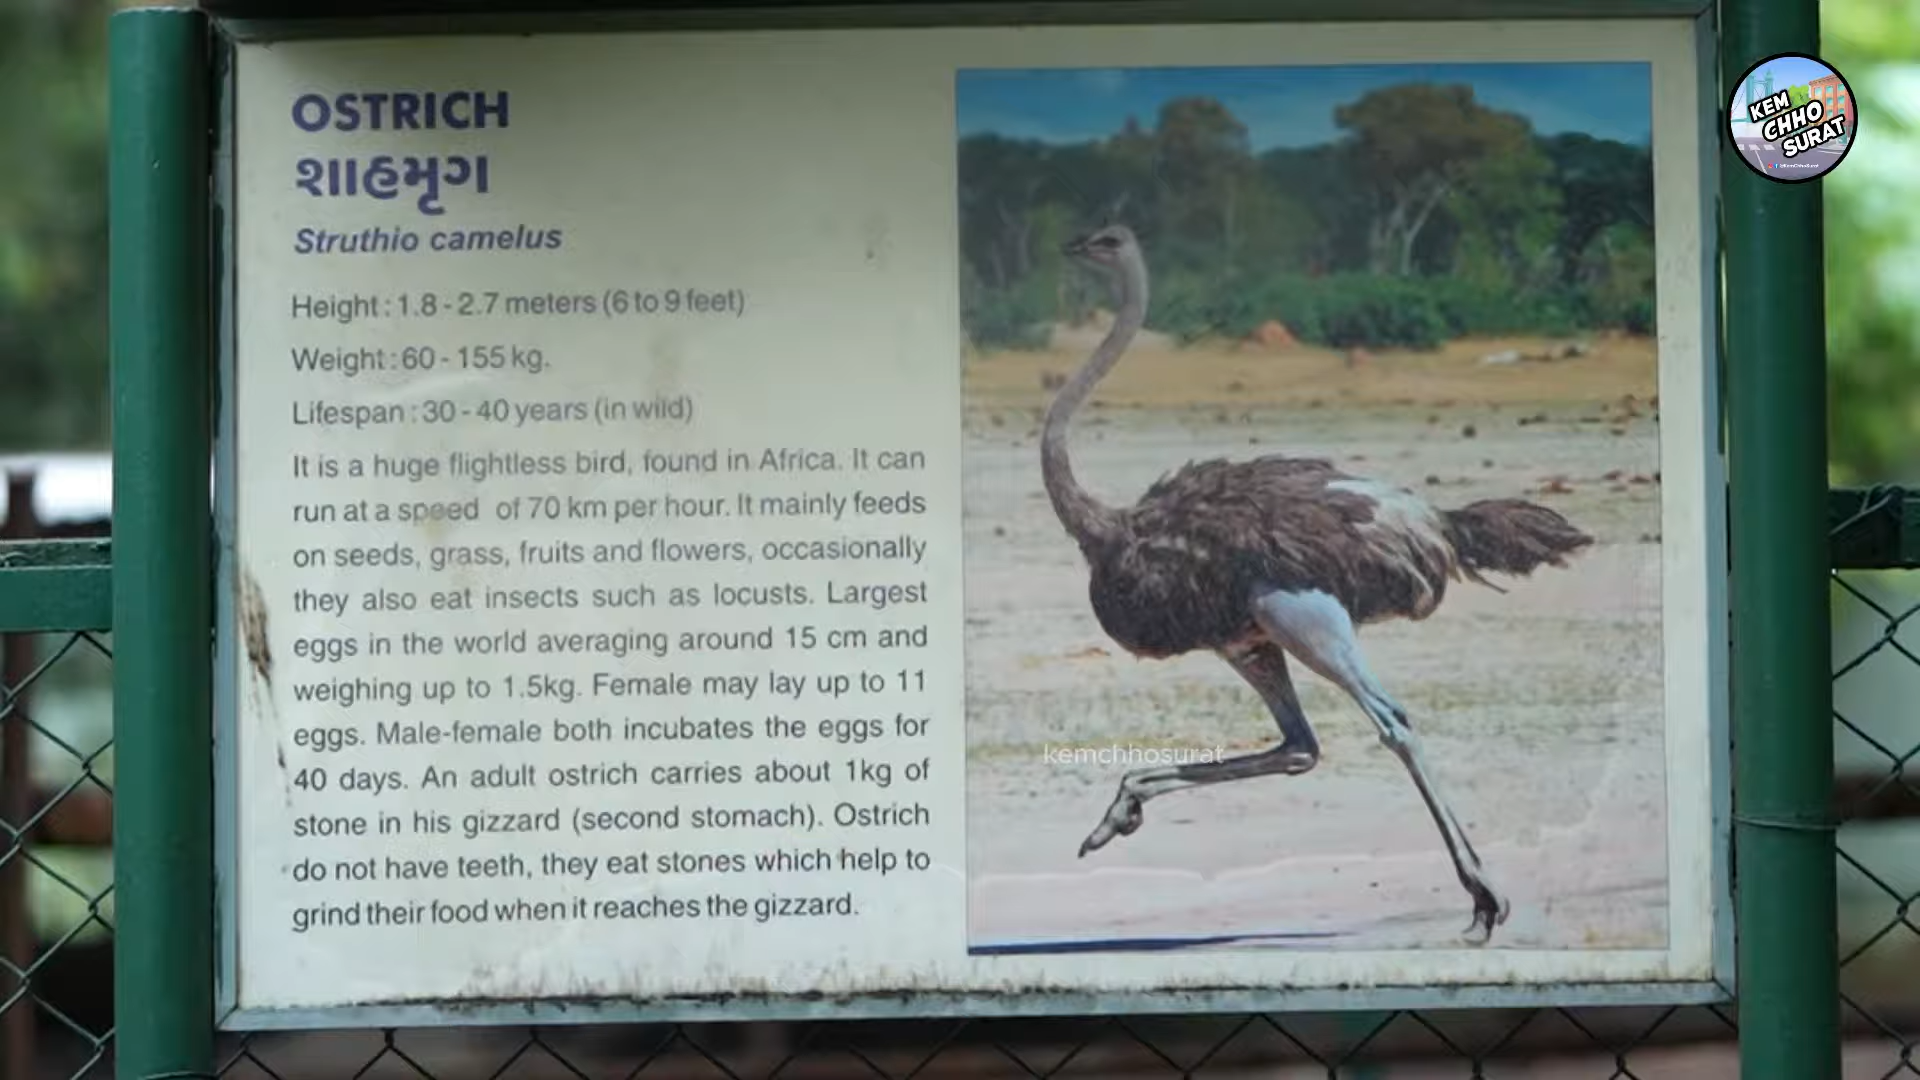 OSTRICH
શાહમૃગ
Struthio camelus
Height : 1.8 - 2.7 meters (6 to 9 feet)
Weight : 60 - 155 kg.
Lifespan : 30 - 40 years (in wild)
It is a huge flightless bird, found in Africa. It can
run at a speed of 70 km per hour. It mainly feeds
on seeds, grass, fruits and flowers, occasionally
they also eat insects such as locusts. Largest
eggs in the world averaging around 15 cm and
weighing up to 1.5kg. Female may lay up to 11
eggs. Male-female both incubates the eggs for
40 days. An adult ostrich carries about 1kg of
stone in his gizzard (second stomach). Ostrich
do not have teeth, they eat stones which help to
grind their food when it reaches the gizzard.
kemchhosurat
KEM
CHHO
SURAT